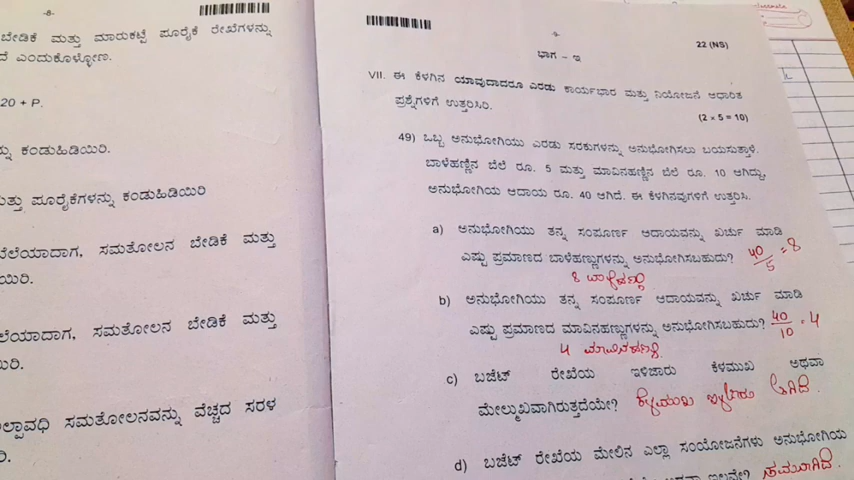 -8-
ಬೇಡಿಕೆ ಮತ್ತು ಮಾರುಕಟ್ಟೆ ಪೂರೈಕೆ ರೇಖೆಗಳನ್ನು
ದೆ ಎಂದುಕೊಳ್ಳೋಣ.
20 + P.
ಕಂಡುಹಿಡಿಯಿರಿ.
ಪೂರೈಕೆಗಳನ್ನು ಕಂಡುಹಿಡಿಯಿರಿ
ಬೆಲೆಯಾದಾಗ, ಸಮತೋಲನ ಬೇಡಿಕೆ ಮತ್ತು
ಯಿರಿ.
ಸಮತೋಲನ ಬೇಡಿಕೆ ಮತ್ತು
ಸಮತೋಲನವನ್ನು ವೆಚ್ಚದ ಸರಳ
-9-
22 (NS)
ಭಾಗ – ಇ
VII. ಈ ಕೆಳಗಿನ ಯಾವುದಾದರೂ ಎರಡು ಕಾರ್ಯಭಾರ ಮತ್ತು ನಿಯೋಜನೆ ಆಧಾರಿತ
ಪ್ರಶ್ನೆಗಳಿಗೆ ಉತ್ತರಿಸಿರಿ.
(2 × 5 = 10)
49) ಒಬ್ಬ ಅನುಭೋಗಿಯು ಎರಡು ಸರಕುಗಳನ್ನು ಅನುಭೋಗಿಸಲು ಬಯಸುತ್ತಾಳೆ.
ಬಾಳೆಹಣ್ಣಿನ ಬೆಲೆ ರೂ. 5 ಮತ್ತು ಮಾವಿನಹಣ್ಣಿನ ಬೆಲೆ ರೂ. 10 ಆಗಿದ್ದು,
ಅನುಭೋಗಿಯ ಆದಾಯ ರೂ. 40 ಆಗಿದೆ. ಈ ಕೆಳಗಿನವುಗಳಿಗೆ ಉತ್ತರಿಸಿ.
a) ಅನುಭೋಗಿಯು ತನ್ನ ಸಂಪೂರ್ಣ ಆದಾಯವನ್ನು ಖರ್ಚು ಮಾಡಿ
ಎಷ್ಟು ಪ್ರಮಾಣದ ಬಾಳೆಹಣ್ಣುಗಳನ್ನು ಅನುಭೋಗಿಸಬಹುದು? 40/5 = 8
8 ಬಾಳೆಹಣ್ಣು
b) ಅನುಭೋಗಿಯು ತನ್ನ ಸಂಪೂರ್ಣ ಆದಾಯವನ್ನು ಖರ್ಚು ಮಾಡಿ
ಎಷ್ಟು ಪ್ರಮಾಣದ ಮಾವಿನಹಣ್ಣುಗಳನ್ನು ಅನುಭೋಗಿಸಬಹುದು? 40/10 = 4
4 ಮಾವಿನಹಣ್ಣು
c) ಬಜೆಟ್ ರೇಖೆಯ ಇಳಿಜಾರು ಕೆಳಮುಖ ಅಥವಾ
ಮೇಲ್ಮುಖವಾಗಿರುತ್ತದೆಯೇ? ಕೆಳಮುಖ ಇಳಿಜಾರು ಆಗಿದೆ.
d) ಬಜೆಟ್ ರೇಖೆಯ ಮೇಲಿನ ಎಲ್ಲಾ ಸಂಯೋಜನೆಗಳು ಅನುಭೋಗಿಯ
ಸಮನಾಗಿದೆ.